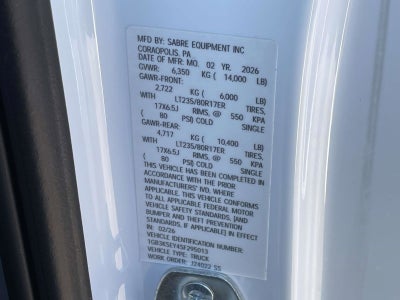 MFD BY: SABRE EQUIPMENT INC
CORAOPOLIS, PA
DATE OF MFR: MO. 02 YR. 2026
GVWR: 6,350 KG ( 14,000 LB)
GAWR-FRONT:
2,722 KG ( 6,000 LB)
WITH LT235/80R17ER TIRES,
17X6.5J RIMS, @ 550 KPA
( 80 PSI) COLD SINGLE
GAWR-REAR:
4,717 KG ( 10,400 LB)
WITH LT235/80R17ER TIRES,
17X6.5J RIMS, @ 550 KPA
( 80 PSI) COLD SINGLE
THIS VEHICLE HAS BEEN COMPLETED IN
ACCORDANCE WITH THE PRIOR
MANUFACTURERS' IVD. WHERE
APPLICABLE. THIS VEHICLE CONFORMS
TO ALL APPLICABLE FEDERAL MOTOR
VEHICLE SAFETY STANDARDS, [AND
BUMPER AND THEFT PREVENTION
STANDARDS, IF APPLICABLE] IN EFFECT
IN: 02/26
VEHICLE IDENTIFICATION NUMBER:
1GB3KSEY4SF295013
VEHICLE TYPE: TRUCK
WORK ORDER: J24022 SS